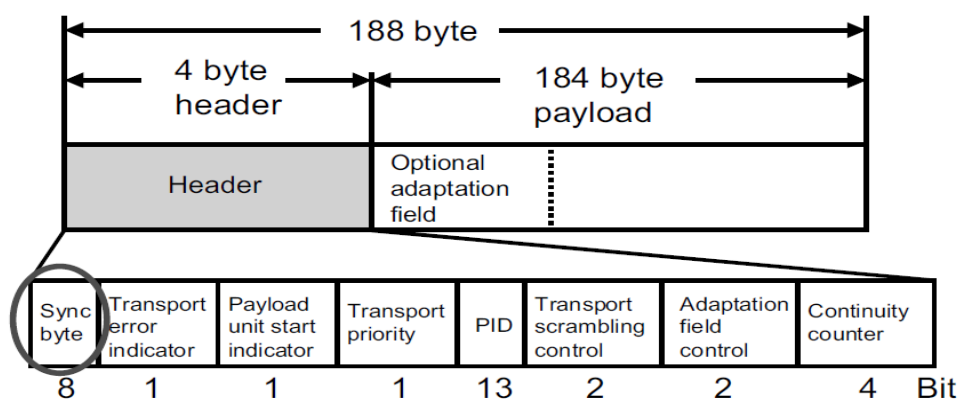 188 byte
4 byte
header
184 byte
payload
Header
Optional
adaptation
field
Sync
byte
Transport
error
indicator
Payload
unit start
indicator
Transport
priority
PID
Transport
scrambling
control
Adaptation
field
control
Continuity
counter
8 1 1 1 13 2 2 4 Bit